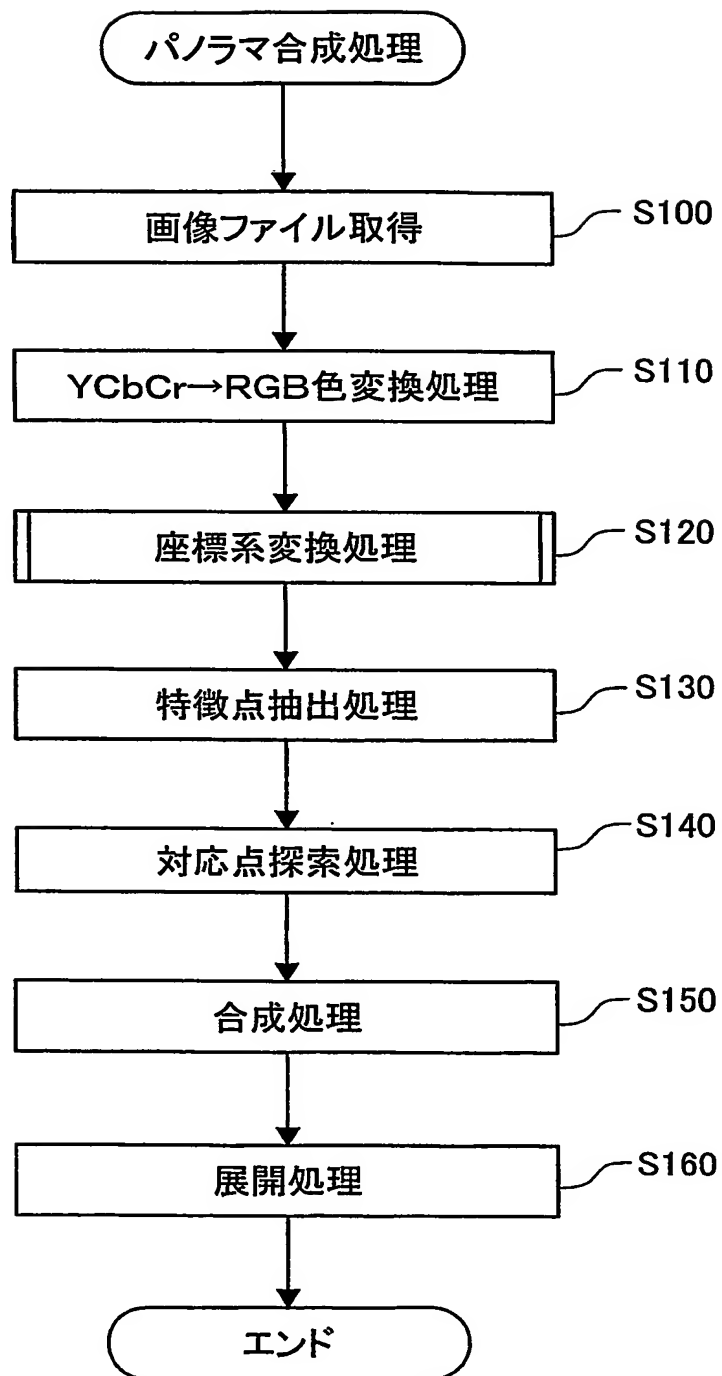 パノラマ合成処理
画像ファイル取得
S100
YCbCr→RGB色変換処理
S110
座標系変換処理
S120
特徴点抽出処理
S130
対応点探索処理
S140
合成処理
S150
展開処理
S160
エンド